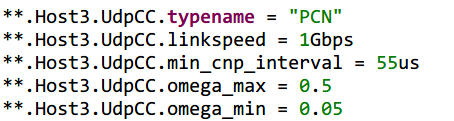 **.Host3.UdpCC.typename = "PCN"
**.Host3.UdpCC.linkspeed = 1Gbps
**.Host3.UdpCC.min_cnp_interval = 55us
**.Host3.UdpCC.omega_max = 0.5
**.Host3.UdpCC.omega_min = 0.05